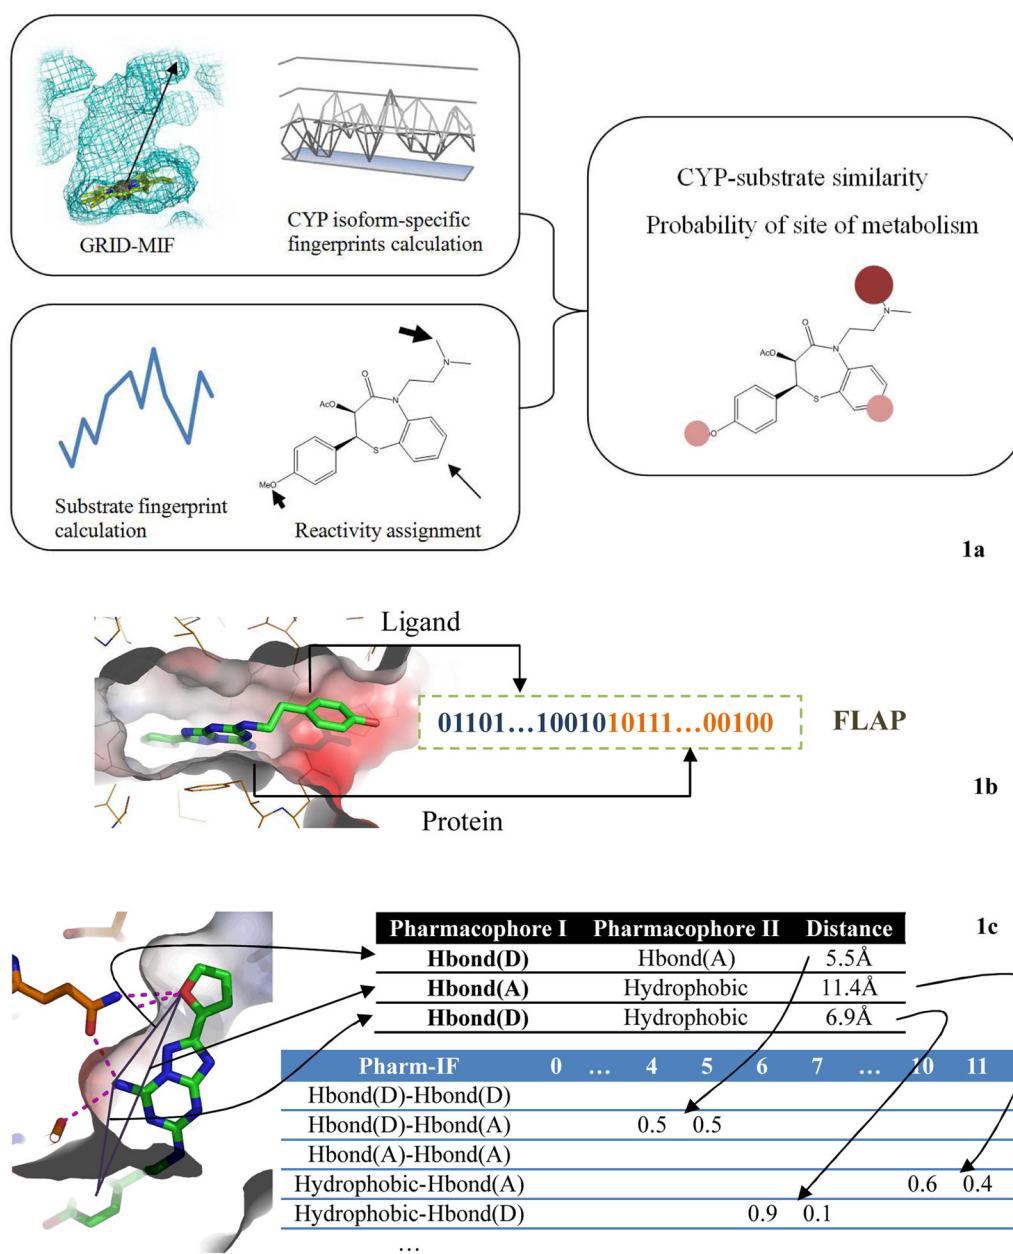 GRID-MIF
CYP isoform-specific
fingerprints calculation
CYP-substrate similarity
Probability of site of metabolism
O
N
N
AcO
S
O
Substrate fingerprint
calculation
O
N
N
AcO
S
MeO
Reactivity assignment
1a
Ligand
01101...1001010111...00100
FLAP
Protein
1b
1c
Pharmacophore I Pharmacophore II Distance
Hbond(D) Hbond(A) 5.5Å
Hbond(A) Hydrophobic 11.4Å
Hbond(D) Hydrophobic 6.9Å
Pharm-IF 0 ... 4 5 6 7 ... 10 11
Hbond(D)-Hbond(D)
Hbond(D)-Hbond(A) 0.5 0.5
Hbond(A)-Hbond(A)
Hydrophobic-Hbond(A) 0.6 0.4
Hydrophobic-Hbond(D) 0.9 0.1
...